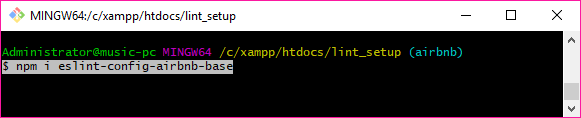 MINGW64:/c/xampp/htdocs/lint_setup
Administrator@music-pc MINGW64 /c/xampp/htdocs/lint_setup (airbnb)
$ npm i eslint-config-airbnb-base